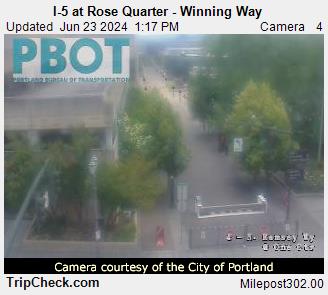 I-5 at Rose Quarter - Winning Way
Updated Jun 23 2024 1:17 PM Camera 4
PBOT
PORTLAND BUREAU OF TRANSPORTATION
Camera courtesy of the City of Portland
TripCheck.com Milepost302.00